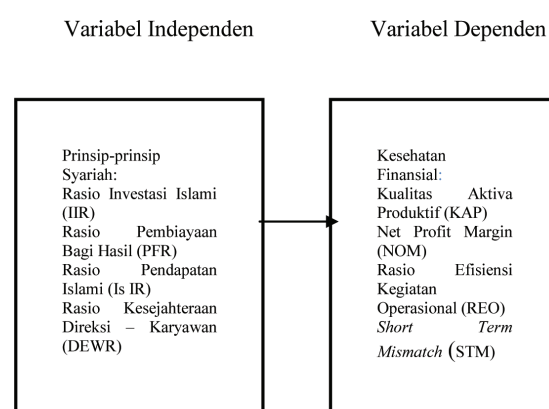 Variabel Independen
Variabel Dependen
Prinsip-prinsip
Syariah:
Rasio Investasi Islami
(IIR)
Rasio Pembiayaan
Bagi Hasil (PFR)
Rasio Pendapatan
Islami (Is IR)
Rasio Kesejahteraan
Direksi – Karyawan
(DEWR)
Kesehatan
Finansial:
Kualitas Aktiva
Produktif (KAP)
Net Profit Margin
(NOM)
Rasio Efisiensi
Kegiatan
Operasional (REO)
Short Term
Mismatch (STM)